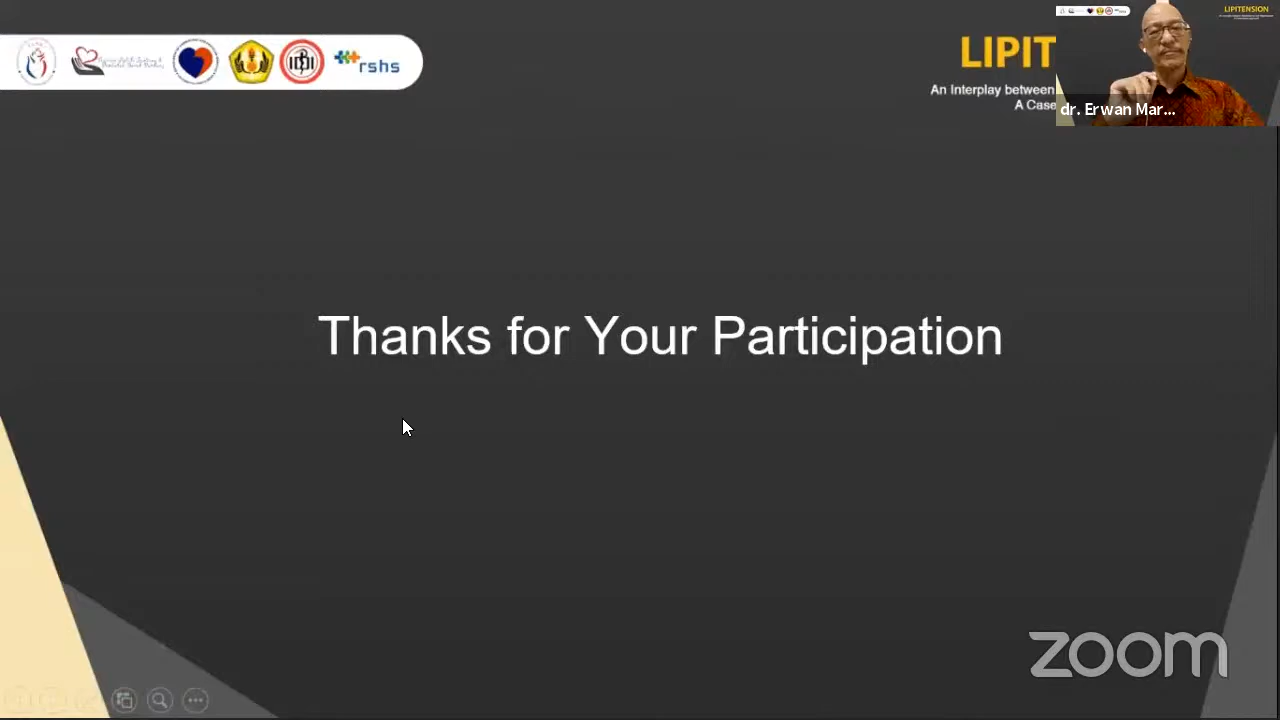 rshs
LIPIT
An Interplay between
A Case
LIPITENSION
dr. Erwan Mar...
Thanks for Your Participation
zoom